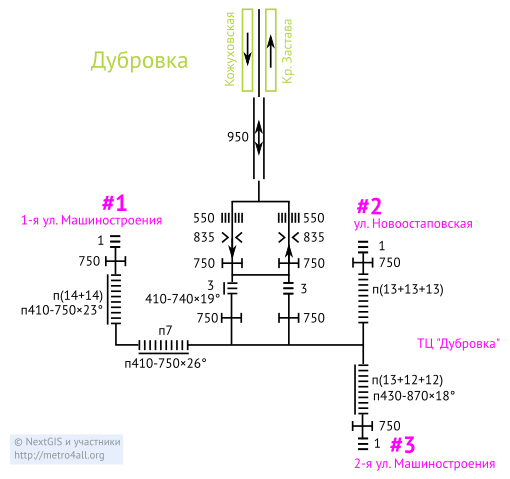 Дубровка
Кожуховская
Кр. Застава
950
#1
1-я ул. Машиностроения
#2
ул. Новоостаповская
550
550
835
835
1
1
750
750
750
750
п(14+14)
п410-750×23°
3
410-740×19°
3
п(13+13+13)
750
750
п7
п410-750×26°
ТЦ "Дубровка"
п(13+12+12)
п430-870×18°
750
1
#3
2-я ул. Машиностроения
© NextGIS и участники
http://metro4all.org